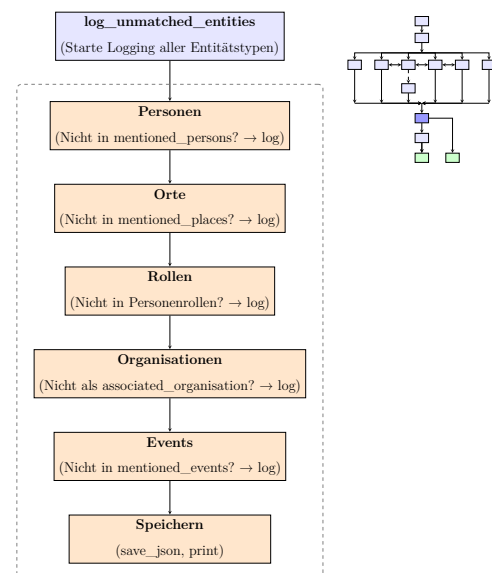 log_unmatched_entities
(Starte Logging aller Entitätstypen)
Personen
(Nicht in mentioned_persons? → log)
Orte
(Nicht in mentioned_places? → log)
Rollen
(Nicht in Personenrollen? → log)
Organisationen
(Nicht als associated_organisation? → log)
Events
(Nicht in mentioned_events? → log)
Speichern
(save_json, print)